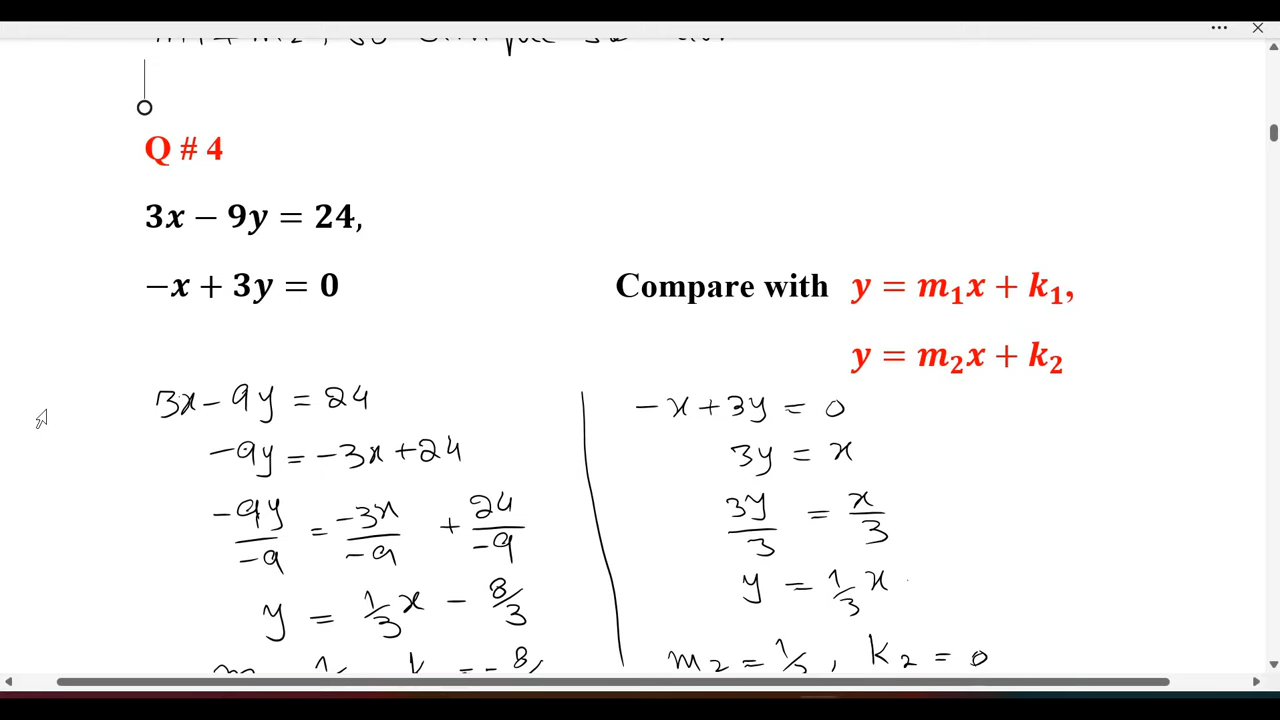 Q # 4
3x − 9y = 24,
−x + 3y = 0
Compare with y = m₁x + k₁,
y = m₂x + k₂
3x − 9y = 24
−9y = −3x + 24
−9y/−9 = −3x/−9 + 24/−9
y = 1/3 x − 8/3
−x + 3y = 0
3y = x
3y/3 = x/3
y = 1/3 x
m₂ = 1/3, k₂ = 0